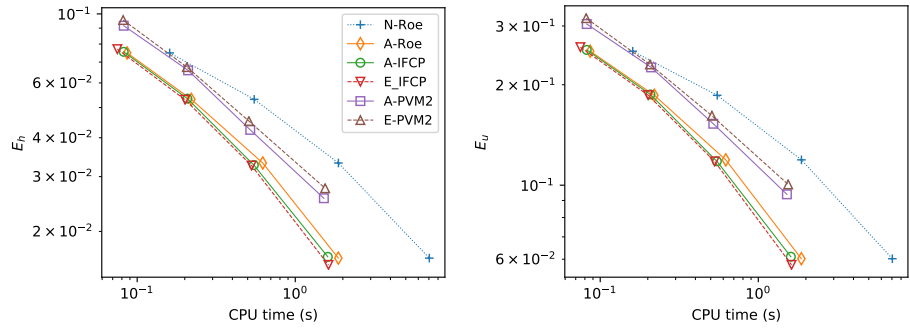 10⁻¹
6 × 10⁻²
4 × 10⁻²
3 × 10⁻²
2 × 10⁻²
E_h
10⁻¹
10⁰
CPU time (s)
N-Roe
A-Roe
A-IFCP
E_IFCP
A-PVM2
E-PVM2
3 × 10⁻¹
2 × 10⁻¹
10⁻¹
6 × 10⁻²
E_u
10⁻¹
10⁰
CPU time (s)